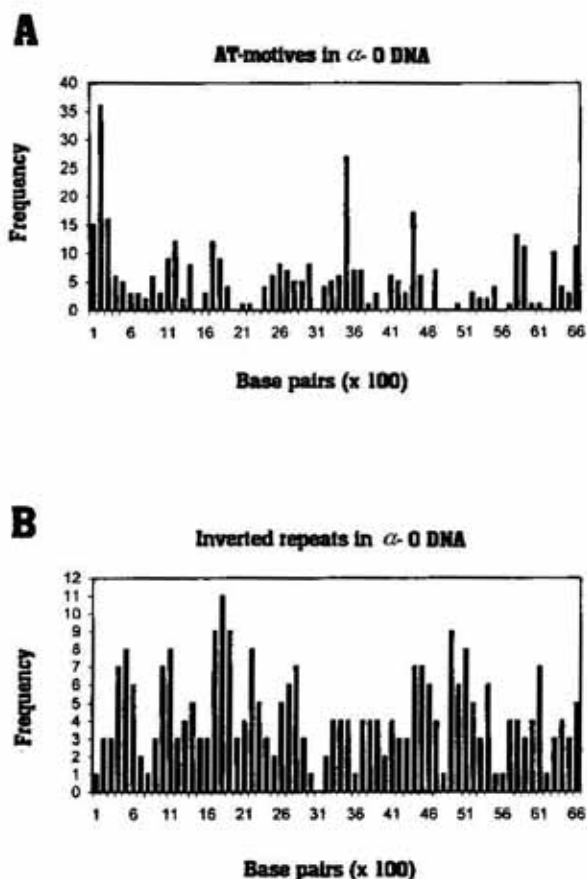 A
AT-motives in α- 0 DNA
40
35
30
25
20
15
10
5
0
Frequency
1 6 11 16 21 26 31 36 41 46 51 56 61 66
Base pairs (x 100)
B
Inverted repeats in α- 0 DNA
12
11
10
9
8
7
6
5
4
3
2
1
0
Frequency
1 6 11 16 21 26 31 36 41 46 51 56 61 66
Base pairs (x 100)